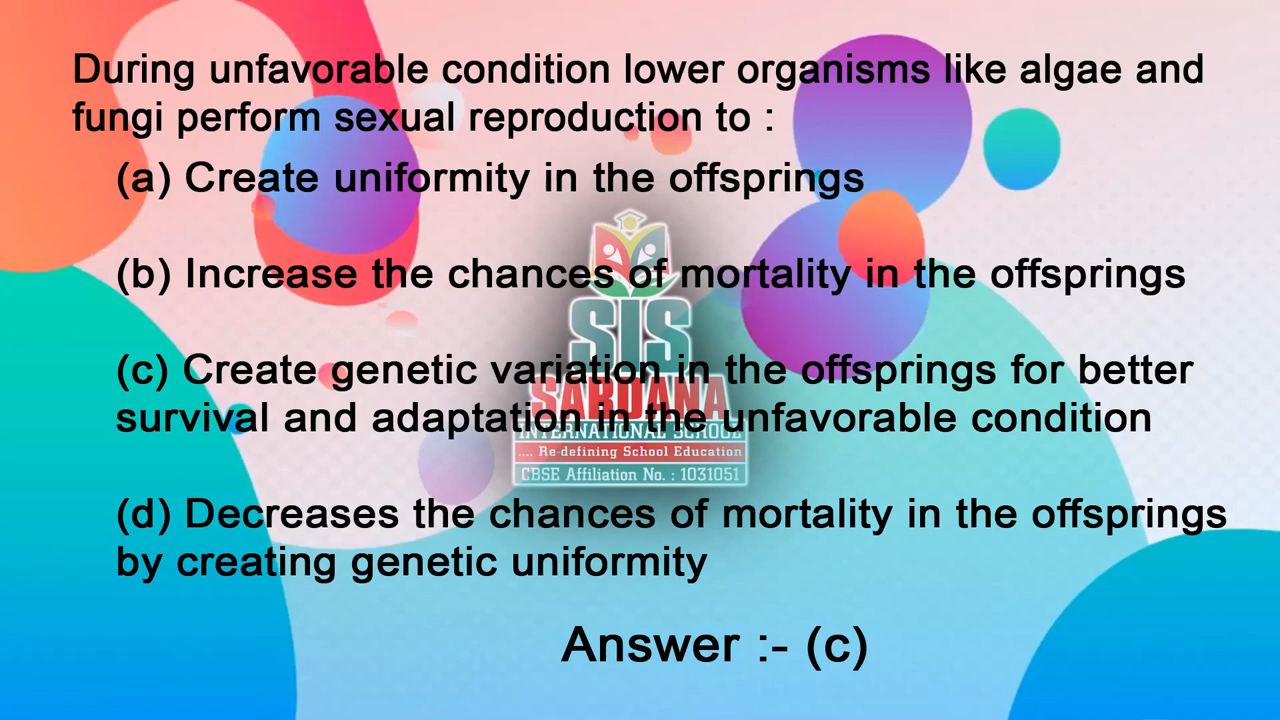 During unfavorable condition lower organisms like algae and
fungi perform sexual reproduction to :
(a) Create uniformity in the offsprings
(b) Increase the chances of mortality in the offsprings
(c) Create genetic variation in the offsprings for better
survival and adaptation in the unfavorable condition
(d) Decreases the chances of mortality in the offsprings
by creating genetic uniformity
Answer :- (c)
SIS
SARDANA
INTERNATIONAL SCHOOL
.... Re-defining School Education
CBSE Affiliation No. : 1031051